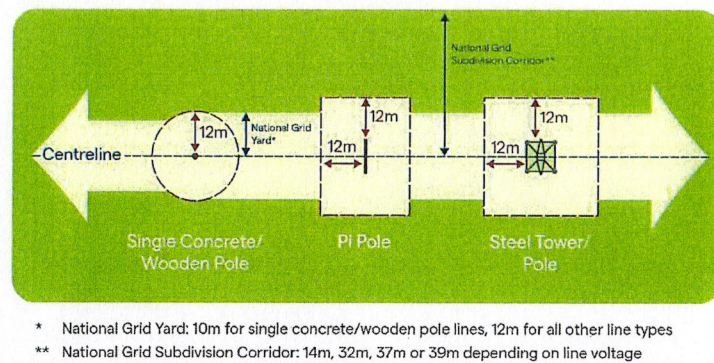 National Grid
Subdivision Corridor**
12m
National Grid
Yard*
12m
12m
12m
12m
Centreline
Single Concrete/
Wooden Pole
Pi Pole
Steel Tower/
Pole
* National Grid Yard: 10m for single concrete/wooden pole lines, 12m for all other line types
** National Grid Subdivision Corridor: 14m, 32m, 37m or 39m depending on line voltage